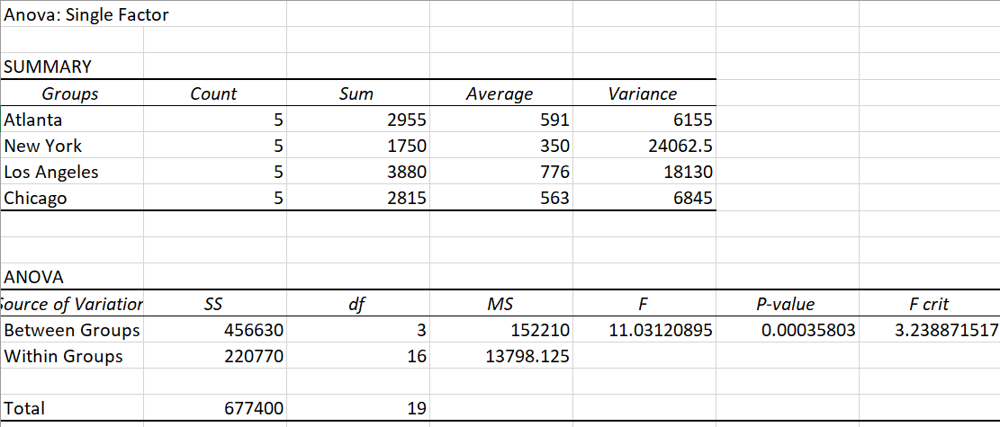 Anova: Single Factor
SUMMARY
Groups Count Sum Average Variance
Atlanta 5 2955 591 6155
New York 5 1750 350 24062.5
Los Angeles 5 3880 776 18130
Chicago 5 2815 563 6845
ANOVA
Source of Variation SS df MS F P-value F crit
Between Groups 456630 3 152210 11.03120895 0.00035803 3.238871517
Within Groups 220770 16 13798.125
Total 677400 19